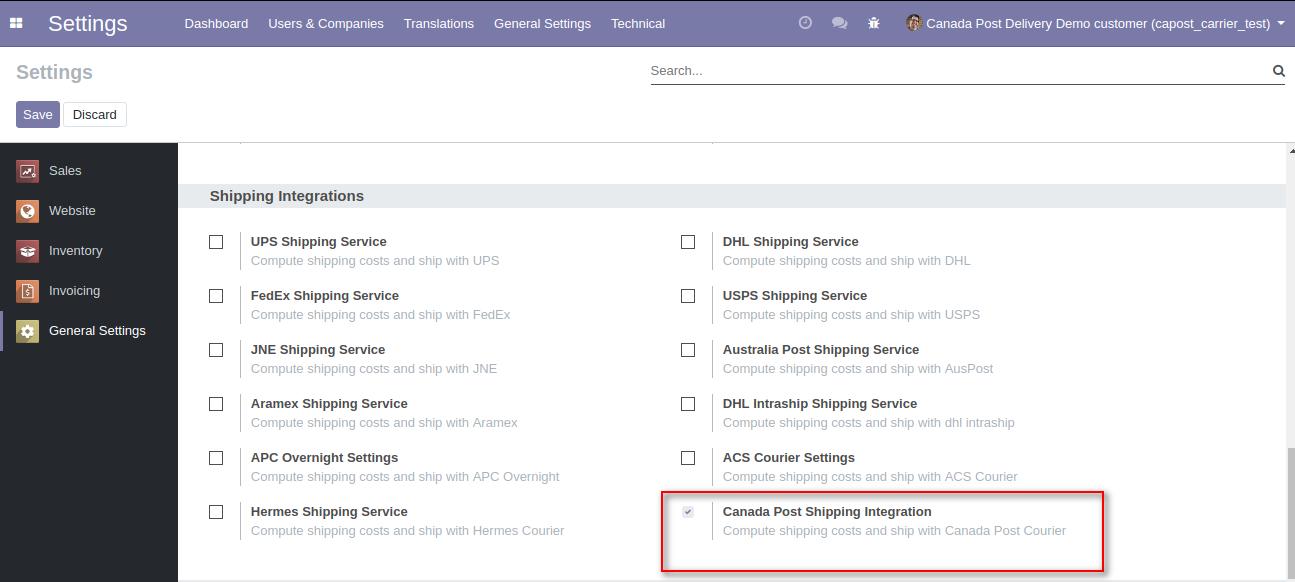 Settings Dashboard Users & Companies Translations General Settings Technical Canada Post Delivery Demo customer (capost_carrier_test)
Settings
Search...
Save Discard
Sales
Website
Inventory
Invoicing
General Settings
Shipping Integrations
UPS Shipping Service
Compute shipping costs and ship with UPS
DHL Shipping Service
Compute shipping costs and ship with DHL
FedEx Shipping Service
Compute shipping costs and ship with FedEx
USPS Shipping Service
Compute shipping costs and ship with USPS
JNE Shipping Service
Compute shipping costs and ship with JNE
Australia Post Shipping Service
Compute shipping costs and ship with AusPost
Aramex Shipping Service
Compute shipping costs and ship with Aramex
DHL Intraship Shipping Service
Compute shipping costs and ship with dhl intraship
APC Overnight Settings
Compute shipping costs and ship with APC Overnight
ACS Courier Settings
Compute shipping costs and ship with ACS Courier
Hermes Shipping Service
Compute shipping costs and ship with Hermes Courier
Canada Post Shipping Integration
Compute shipping costs and ship with Canada Post Courier